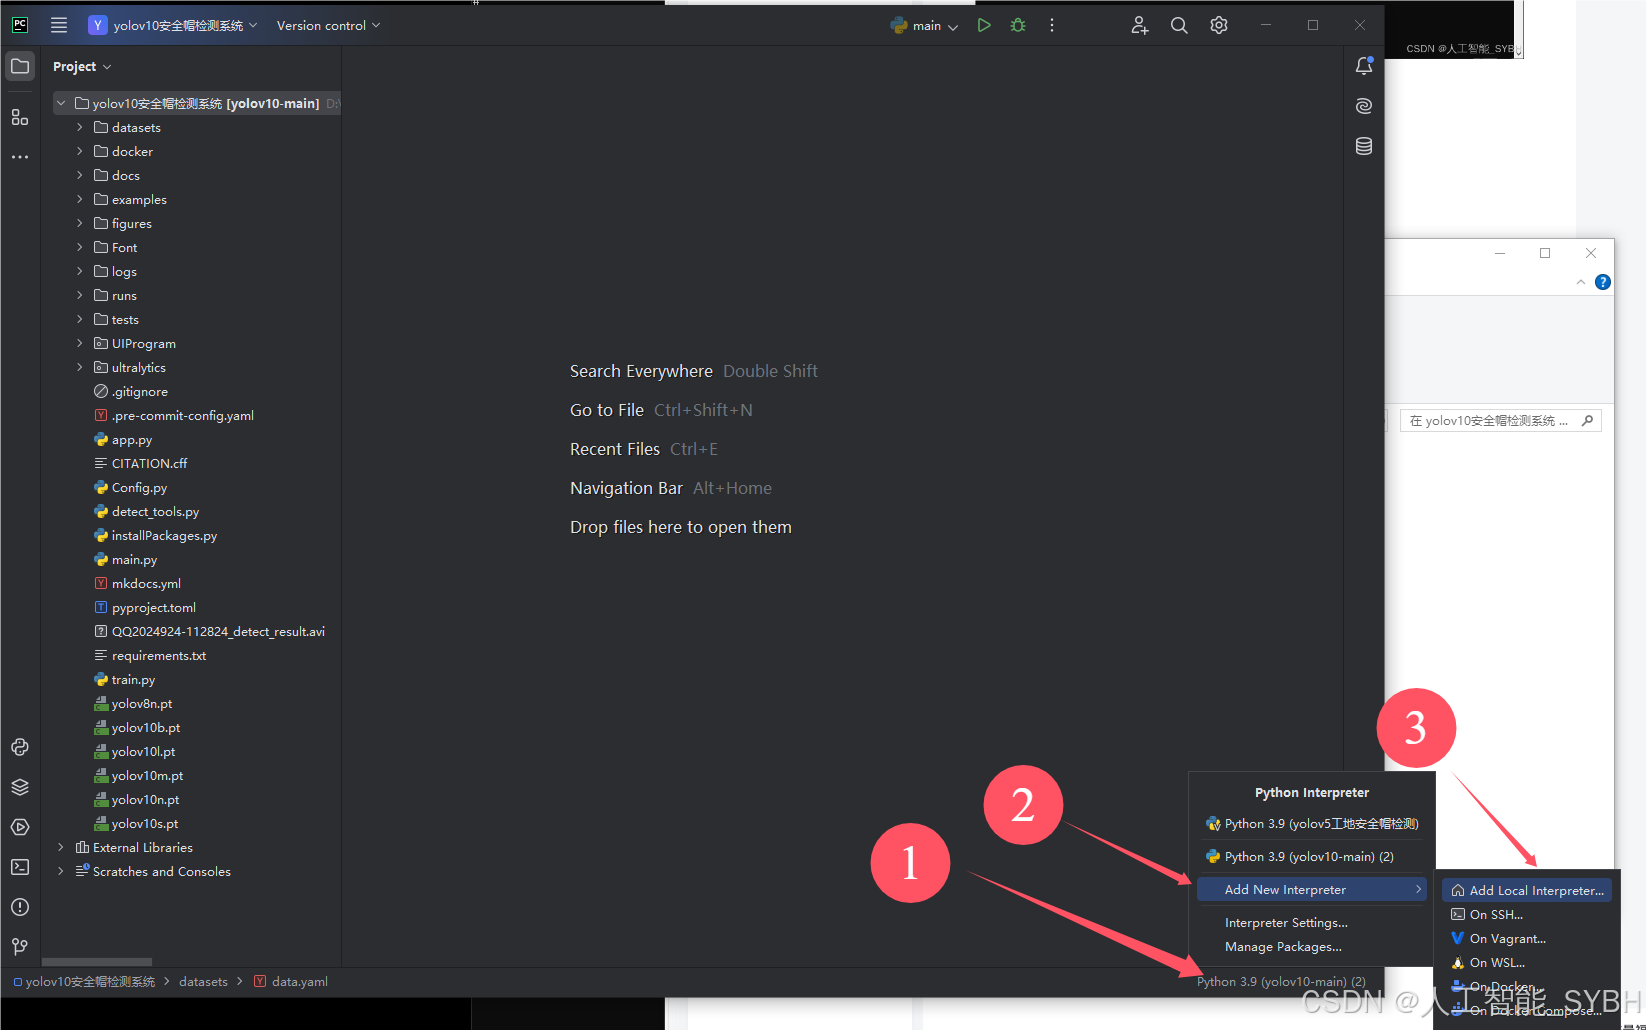 PC
Y yolov10安全帽检测系统
Version control
main
CSDN @人工智能_SYBH
Project
yolov10安全帽检测系统 [yolov10-main] D:\
datasets
docker
docs
examples
figures
Font
logs
runs
tests
UIProgram
ultralytics
.gitignore
.pre-commit-config.yaml
app.py
CITATION.cff
Config.py
detect_tools.py
installPackages.py
main.py
mkdocs.yml
pyproject.toml
QQ2024924-112824_detect_result.avi
requirements.txt
train.py
yolov8n.pt
yolov10b.pt
yolov10l.pt
yolov10m.pt
yolov10n.pt
yolov10s.pt
External Libraries
Scratches and Consoles
Search Everywhere Double Shift
Go to File Ctrl+Shift+N
Recent Files Ctrl+E
Navigation Bar Alt+Home
Drop files here to open them
在 yolov10安全帽检测系统 ...
1
2
3
Python Interpreter
Python 3.9 (yolov5工地安全帽检测)
Python 3.9 (yolov10-main) (2)
Add New Interpreter
Interpreter Settings...
Manage Packages...
Add Local Interpreter...
On SSH...
On Vagrant...
On WSL...
On Docker...
On Docker Compose...
yolov10安全帽检测系统 > datasets > data.yaml
Python 3.9 (yolov10-main) (2)
CSDN @人工智能_SYBH